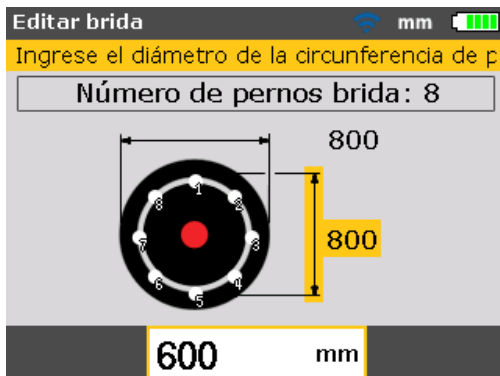 Editar brida mm
Ingrese el diámetro de la circunferencia de p
Número de pernos brida: 8
800
1
8 2
7 3
800
6 4
5
600 mm